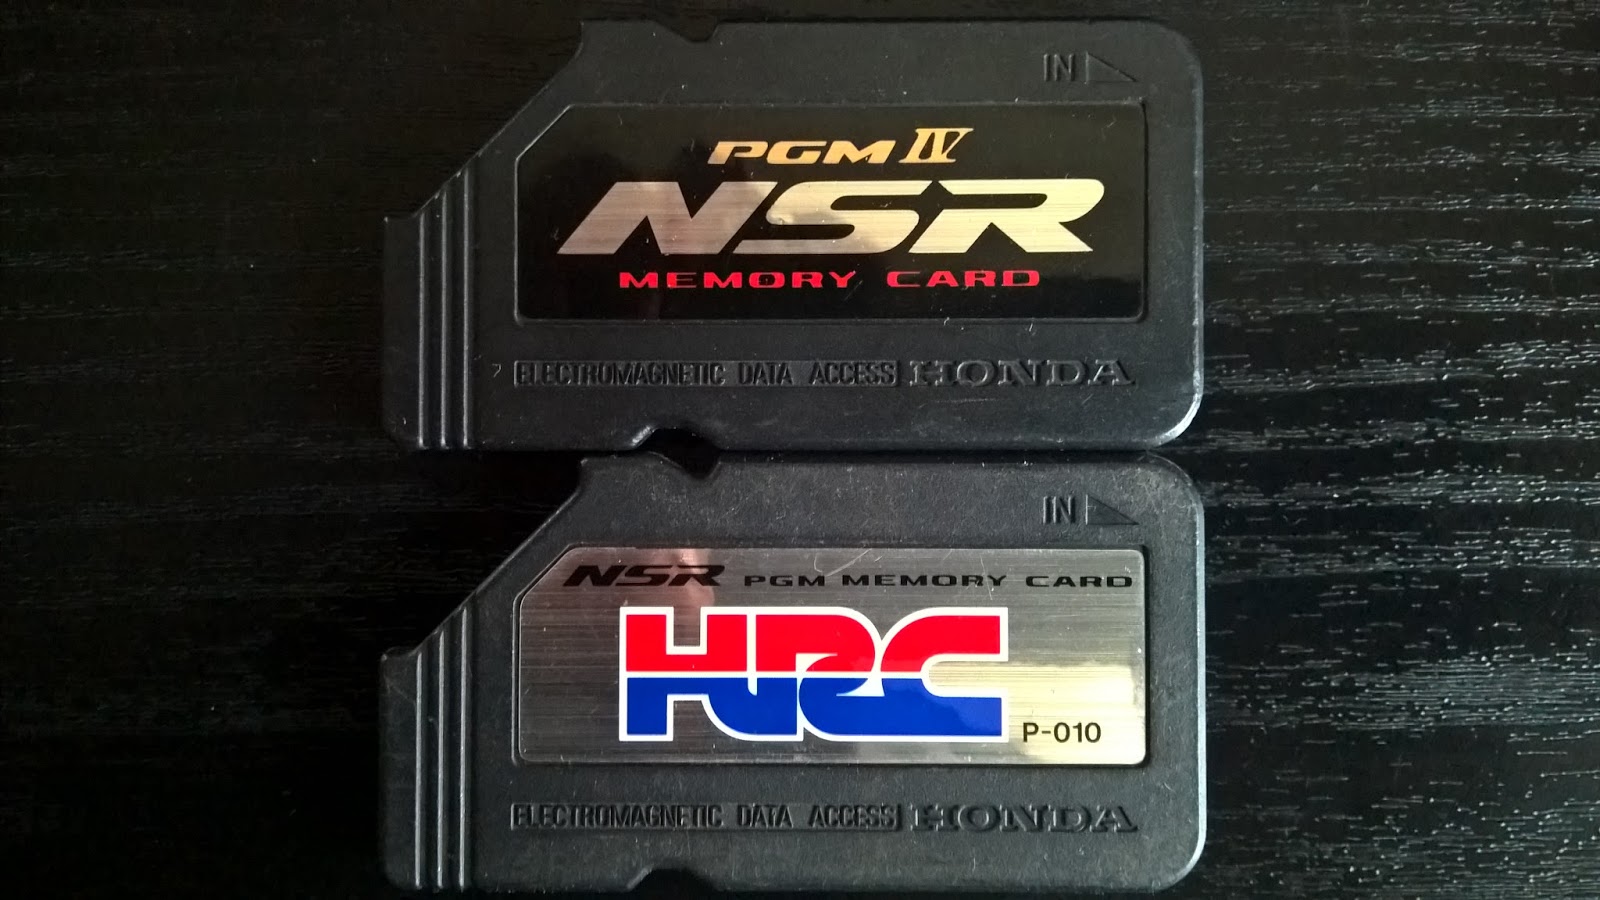 IN
PGM IV
NSR
MEMORY CARD
ELECTROMAGNETIC DATA ACCESS HONDA
IN
NSR PGM MEMORY CARD
HRC
P-010
ELECTROMAGNETIC DATA ACCESS HONDA